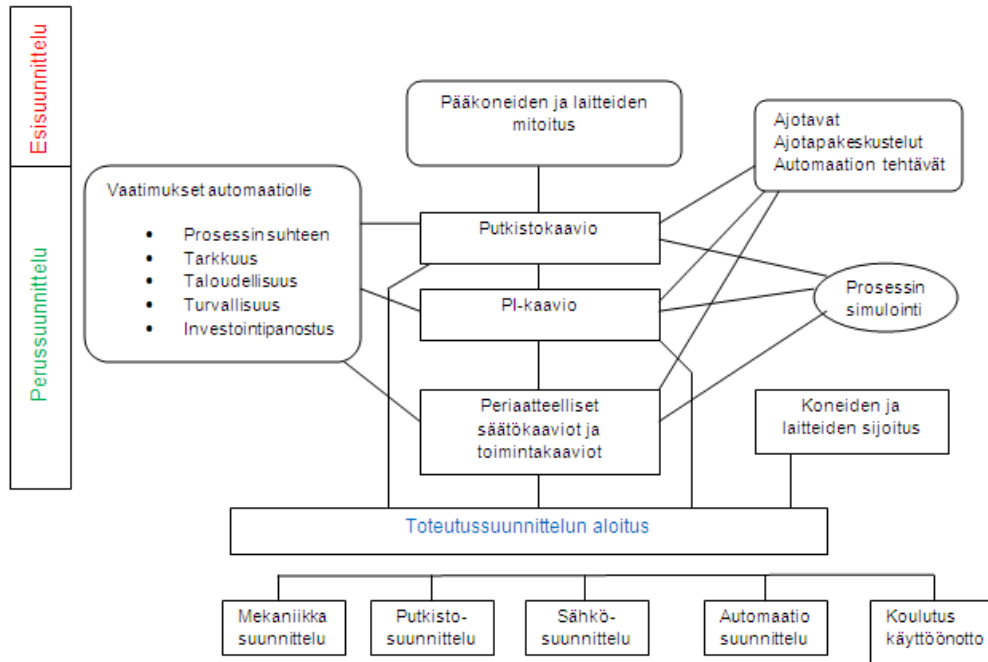 Esisuunnittelu
Perussuunnittelu
Pääkoneiden ja laitteiden
mitoitus
Ajotavat
Ajotapakeskustelut
Automaation tehtävät
Vaatimukset automaatiolle
• Prosessin suhteen
• Tarkkuus
• Taloudellisuus
• Turvallisuus
• Investointipanostus
Putkistokaavio
PI-kaavio
Prosessin
simulointi
Periaatteelliset
säätökaaviot ja
toimintakaaviot
Koneiden ja
laitteiden sijoitus
Toteutussuunnittelun aloitus
Mekaniikka
suunnittelu
Putkisto-
suunnittelu
Sähkö-
suunnittelu
Automaatio
suunnittelu
Koulutus
käyttöönotto